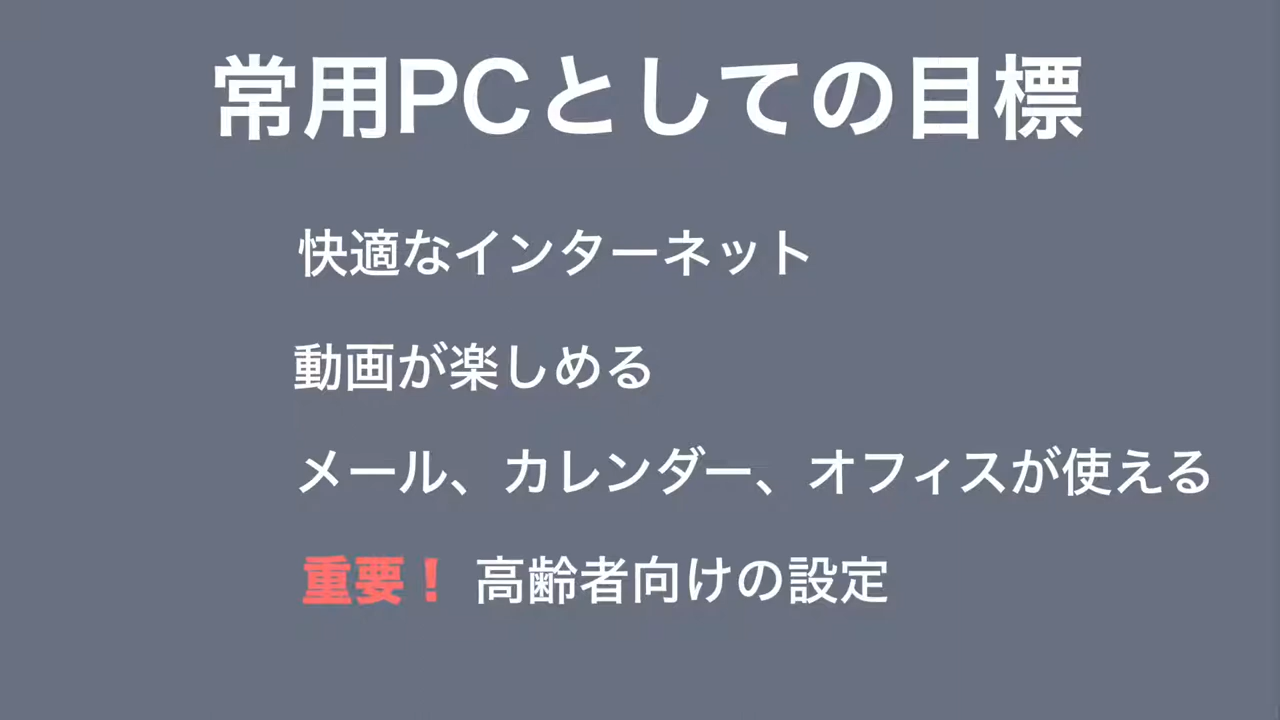 常用PCとしての目標
快適なインターネット
動画が楽しめる
メール、カレンダー、オフィスが使える
重要！ 高齢者向けの設定